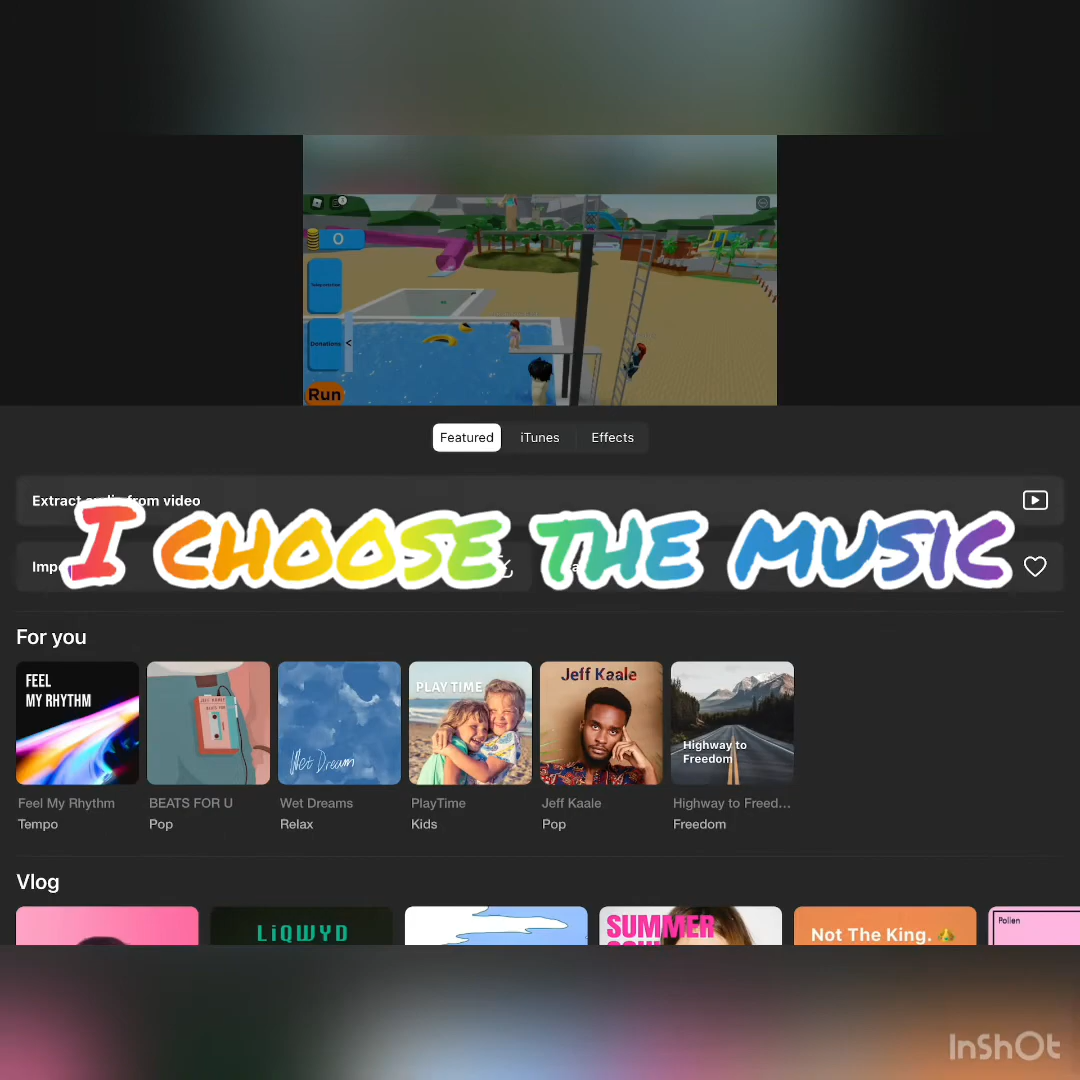 0
Donations
<
Run
Featured
iTunes
Effects
Extract audio from video
I CHOOSE THE MUSIC
For you
FEEL
MY RHYTHM
PLAY TIME
Jeff Kaale
Wet Dream
Highway to
Freedom
Feel My Rhythm
BEATS FOR U
Wet Dreams
PlayTime
Jeff Kaale
Highway to Freed...
Tempo
Pop
Relax
Kids
Pop
Freedom
Vlog
LiQWYD
SUMMER
Not The King.
Pollen
InShOt